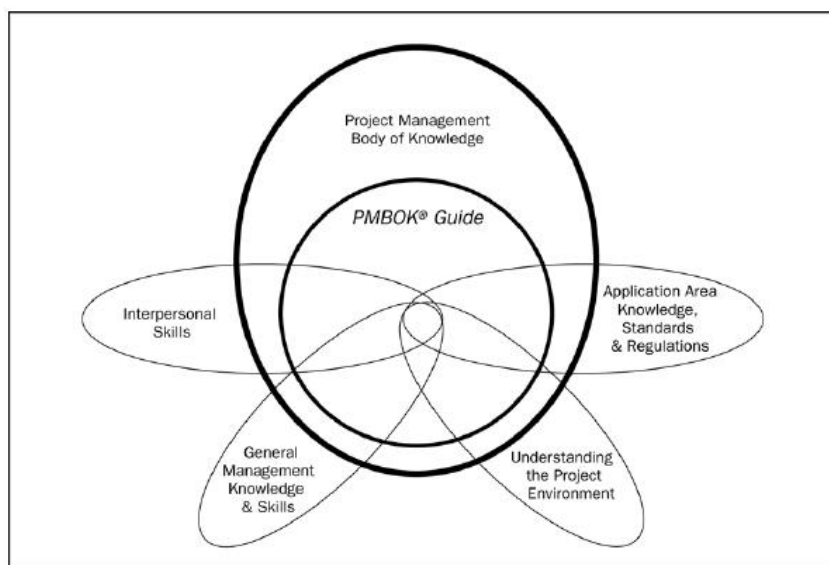 Project Management
Body of Knowledge
PMBOK® Guide
Interpersonal
Skills
Application Area
Knowledge,
Standards
& Regulations
General
Management
Knowledge
& Skills
Understanding
the Project
Environment